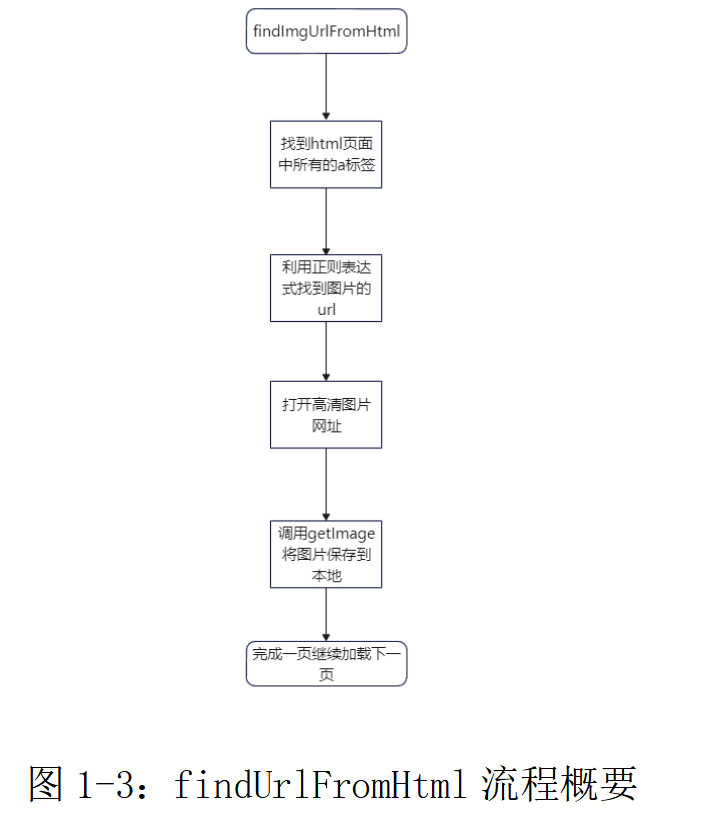 findImgUrlFromHtml
找到html页面
中所有的a标签
利用正则表达
式找到图片的
url
打开高清图片
网址
调用getImage
将图片保存到
本地
完成一页继续加载下一
页
图 1-3：findUrlFromHtml 流程概要